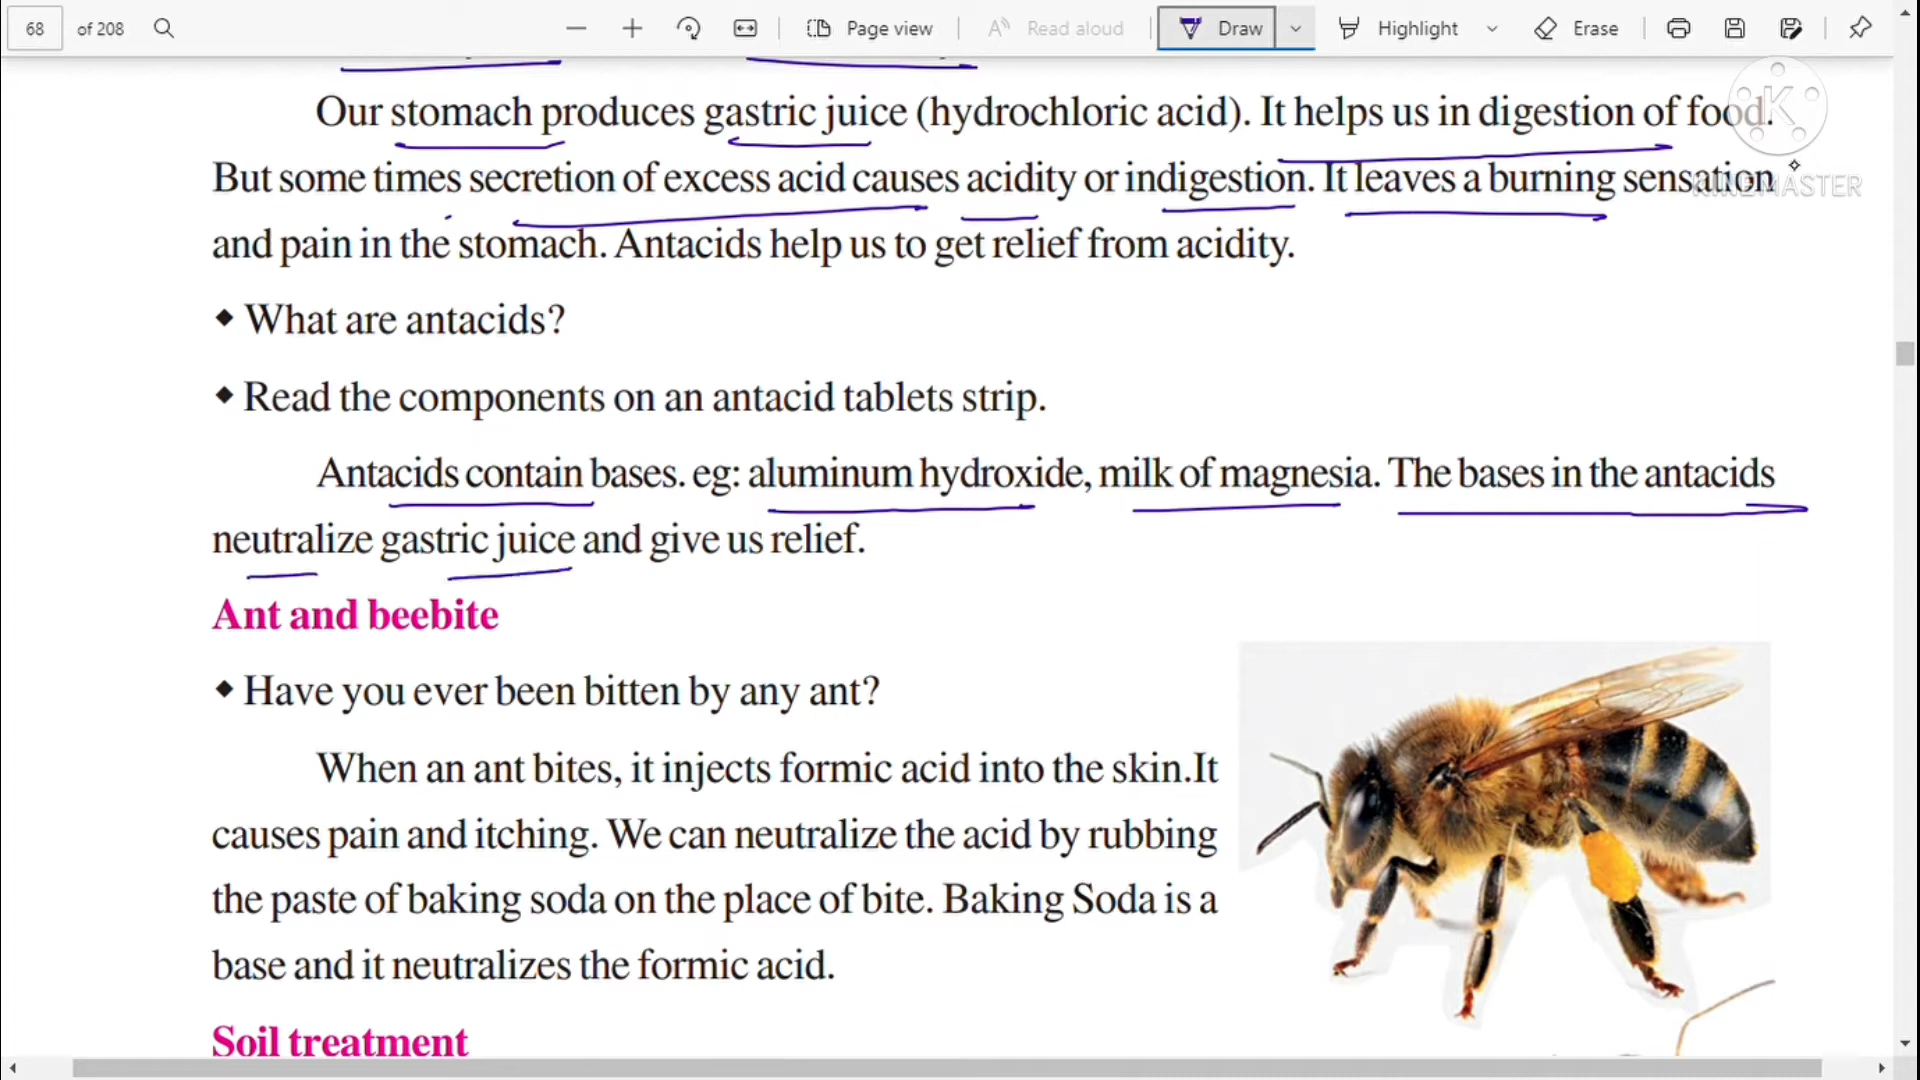 68 of 208 Page view Read aloud Draw Highlight Erase
Our stomach produces gastric juice (hydrochloric acid). It helps us in digestion of food.
But some times secretion of excess acid causes acidity or indigestion. It leaves a burning sensation
KINEMASTER
and pain in the stomach. Antacids help us to get relief from acidity.
◆ What are antacids?
◆ Read the components on an antacid tablets strip.
Antacids contain bases. eg: aluminum hydroxide, milk of magnesia. The bases in the antacids
neutralize gastric juice and give us relief.
Ant and beebite
◆ Have you ever been bitten by any ant?
When an ant bites, it injects formic acid into the skin.It
causes pain and itching. We can neutralize the acid by rubbing
the paste of baking soda on the place of bite. Baking Soda is a
base and it neutralizes the formic acid.
Soil treatment